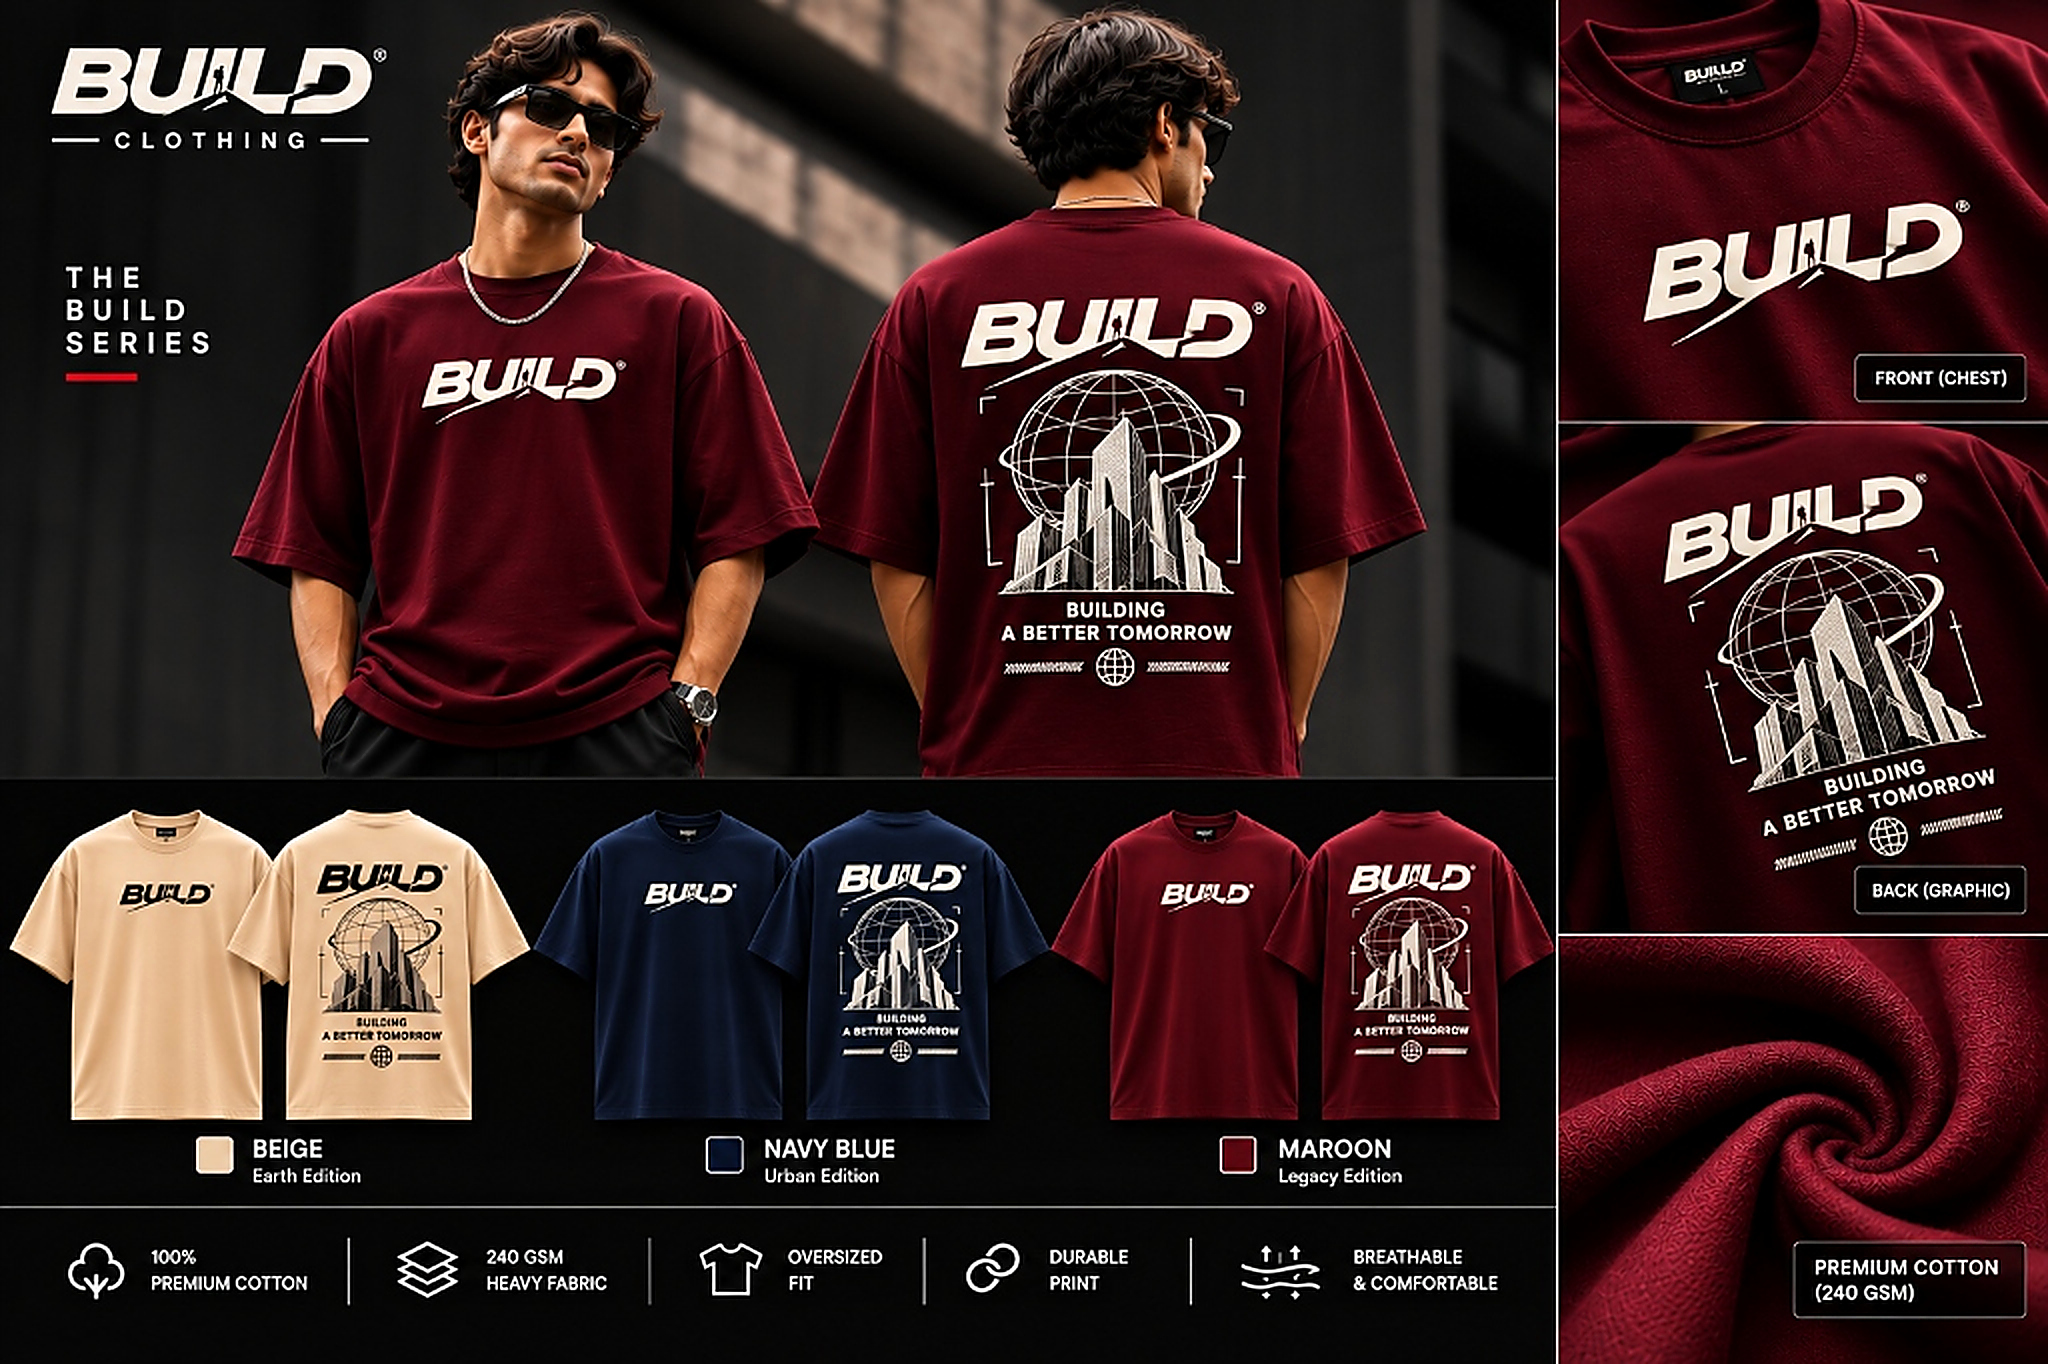 BUILD®
CLOTHING
THE
BUILD
SERIES
BUILD®
BUILD®
BUILDING
A BETTER TOMORROW
BUILD®
L
BUILD®
FRONT (CHEST)
BUILD®
BUILDING
A BETTER TOMORROW
BACK (GRAPHIC)
BUILD®
BUILD®
BUILDING
A BETTER TOMORROW
BEIGE
Earth Edition
BUILD®
BUILD®
BUILDING
A BETTER TOMORROW
NAVY BLUE
Urban Edition
BUILD®
BUILD®
BUILDING
A BETTER TOMORROW
MAROON
Legacy Edition
100%
PREMIUM COTTON
240 GSM
HEAVY FABRIC
OVERSIZED
FIT
DURABLE
PRINT
BREATHABLE
& COMFORTABLE
PREMIUM COTTON
(240 GSM)